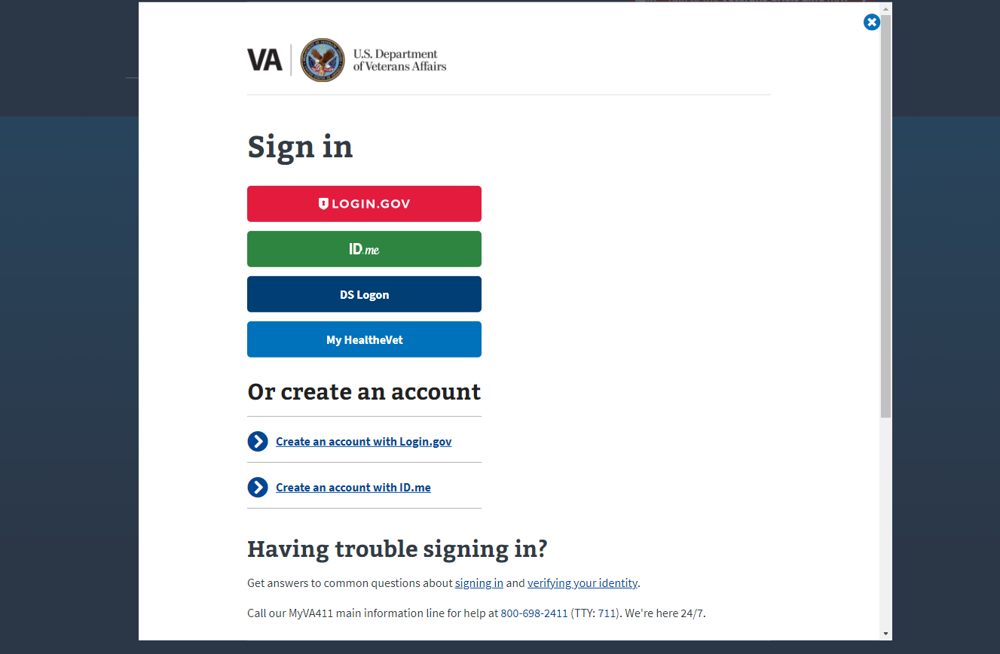 VA
U.S. Department
of Veterans Affairs
Sign in
LOGIN.GOV
ID.me
DS Logon
My HealtheVet
Or create an account
Create an account with Login.gov
Create an account with ID.me
Having trouble signing in?
Get answers to common questions about signing in and verifying your identity.
Call our MyVA411 main information line for help at 800-698-2411 (TTY: 711). We're here 24/7.